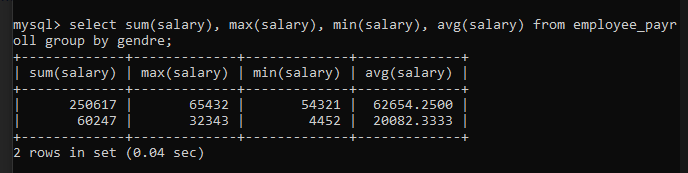 mysql> select sum(salary), max(salary), min(salary), avg(salary) from employee_payr
oll group by gendre;
+-------------+-------------+-------------+-------------+
| sum(salary) | max(salary) | min(salary) | avg(salary) |
+-------------+-------------+-------------+-------------+
|      250617 |       65432 |       54321 |  62654.2500 |
|       60247 |       32343 |        4452 |  20082.3333 |
+-------------+-------------+-------------+-------------+
2 rows in set (0.04 sec)